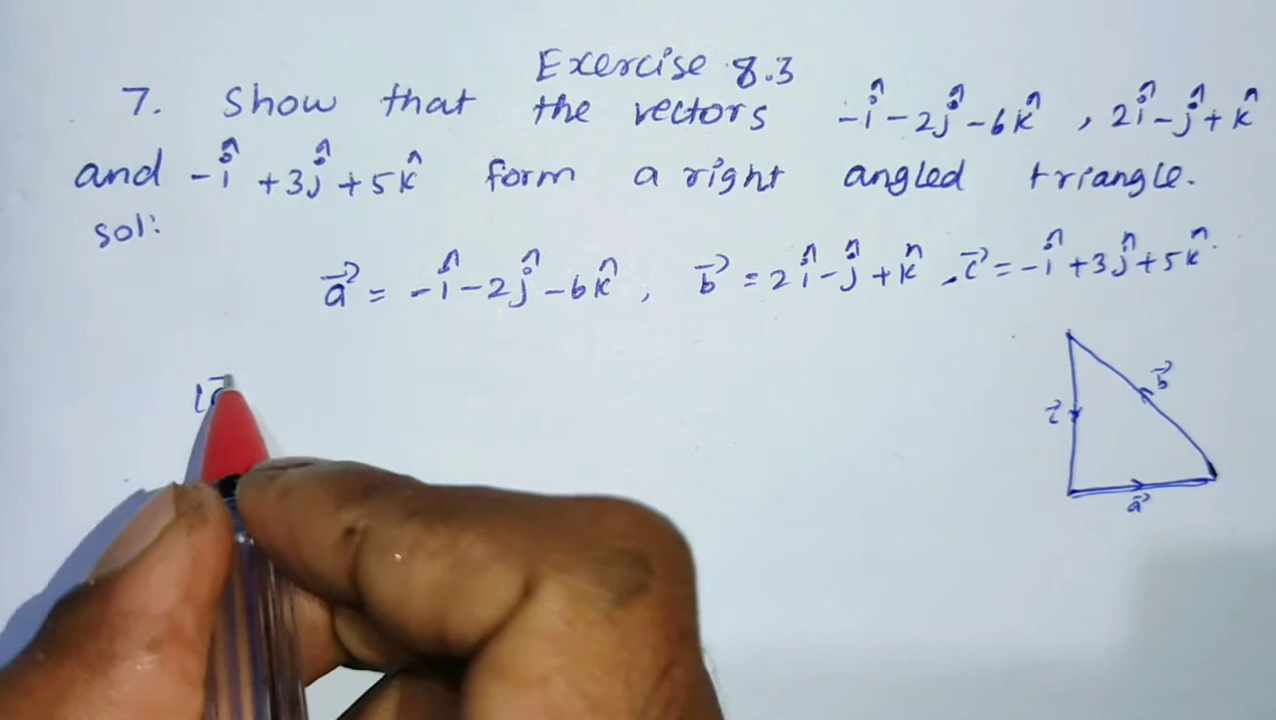 Exercise 8.3
7. Show that the vectors -î-2ĵ-6k̂ , 2î-ĵ+k̂
and -î+3ĵ+5k̂ form a right angled triangle.
sol:
a⃗ = -î-2ĵ-6k̂ , b⃗ = 2î-ĵ+k̂ , c⃗ = -î+3ĵ+5k̂.
b⃗
c⃗
a⃗